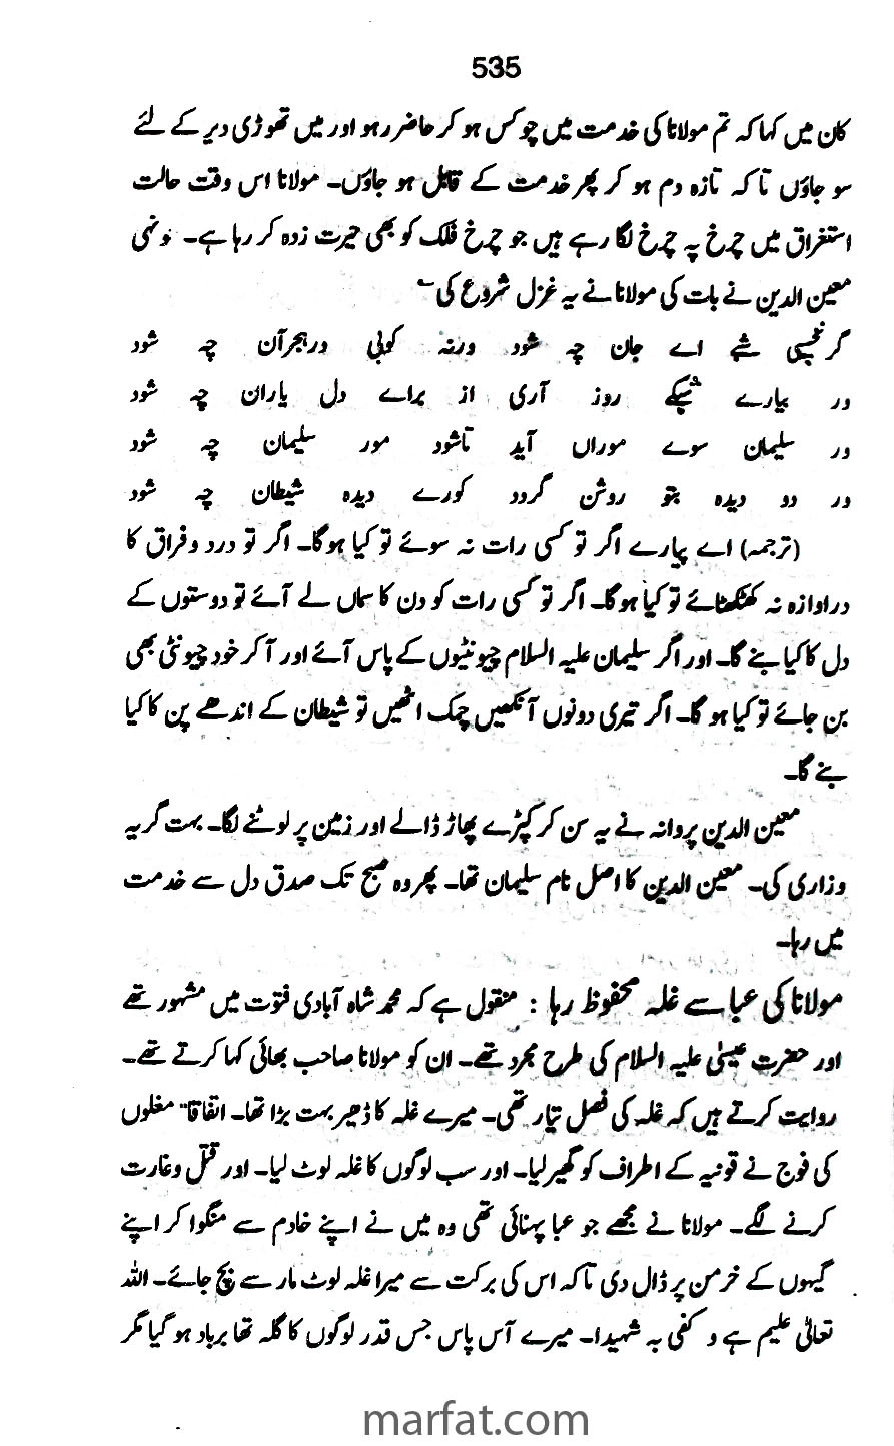 535
کان میں کہا کہ تم مولانا کی خدمت میں چوکس ہو کر حاضر رہو اور میں تھوڑی دیر کے لئے
سو جاؤں تا کہ تازہ دم ہو کر پھر خدمت کے قابل ہو جاؤں۔ مولانا اس وقت حالت
استغراق میں چرخ پہ چرخ لگا رہے ہیں جو چرخ فلک کو بھی حیرت زدہ کر رہا ہے۔ ونہی
معین الدین نے بات کی مولانا نے یہ غزل شروع کی ؎
گر نخسپی شبے اے جان چہ شود ورنہ کوبی درہجرآن چہ شود
ور بیارے شبکے روز آری از براے دل یاران چہ شود
ور سلیمان سوے موراں آید تاشود مور سلیمان چہ شود
ور دو دیدہ بتو روشن گردد کورے دیدہ شیطان چہ شود
(ترجمہ) اے پیارے اگر تو کسی رات نہ سوئے تو کیا ہوگا۔ اگر تو درد و فراق کا
دراوازہ نہ کھٹکھٹائے تو کیا ہوگا۔ اگر تو کسی رات کو دن کا سماں لے آئے تو دوستوں کے
دل کا کیا بنے گا۔ اور اگر سلیمان علیہ السلام چیونٹیوں کے پاس آئے اور آ کر خود چیونٹی بھی
بن جائے تو کیا ہو گا۔ اگر تیری دونوں آنکھیں چمک اٹھیں تو شیطان کے اندھے پن کا کیا
بنے گا۔
معین الدین پروانہ نے یہ سن کر کپڑے پھاڑ ڈالے اور زمین پر لوٹنے لگا۔ بہت گریہ
وزاری کی۔ معین الدین کا اصل نام سلیمان تھا۔ پھر وہ صبح تک صدق دل سے خدمت
میں رہا۔
مولانا کی عبا سے غلہ محفوظ رہا : منقول ہے کہ محمد شاہ آبادی فتوت میں مشہور تھے
اور حضرت عیسیٰ علیہ السلام کی طرح مجرد تھے۔ ان کو مولانا صاحب بھائی کہا کرتے تھے۔
روایت کرتے ہیں کہ غلہ کی فصل تیار تھی۔ میرے غلہ کا ڈھیر بہت بڑا تھا۔ اتفاقاً مغلوں
کی فوج نے قونیہ کے اطراف کو گھیر لیا۔ اور سب لوگوں کا غلہ لوٹ لیا۔ اور قتل وغارت
کرنے لگے۔ مولانا نے مجھے جو عبا پہنائی تھی وہ میں نے اپنے خادم سے منگوا کر اپنے
گیہوں کے خرمن پر ڈال دی تا کہ اس کی برکت سے میرا غلہ لوٹ مار سے بچ جائے۔ اللہ
تعالیٰ علیم ہے و کفی بہ شہیدا۔ میرے آس پاس جس قدر لوگوں کا گلہ تھا برباد ہو گیا مگر
marfat.com